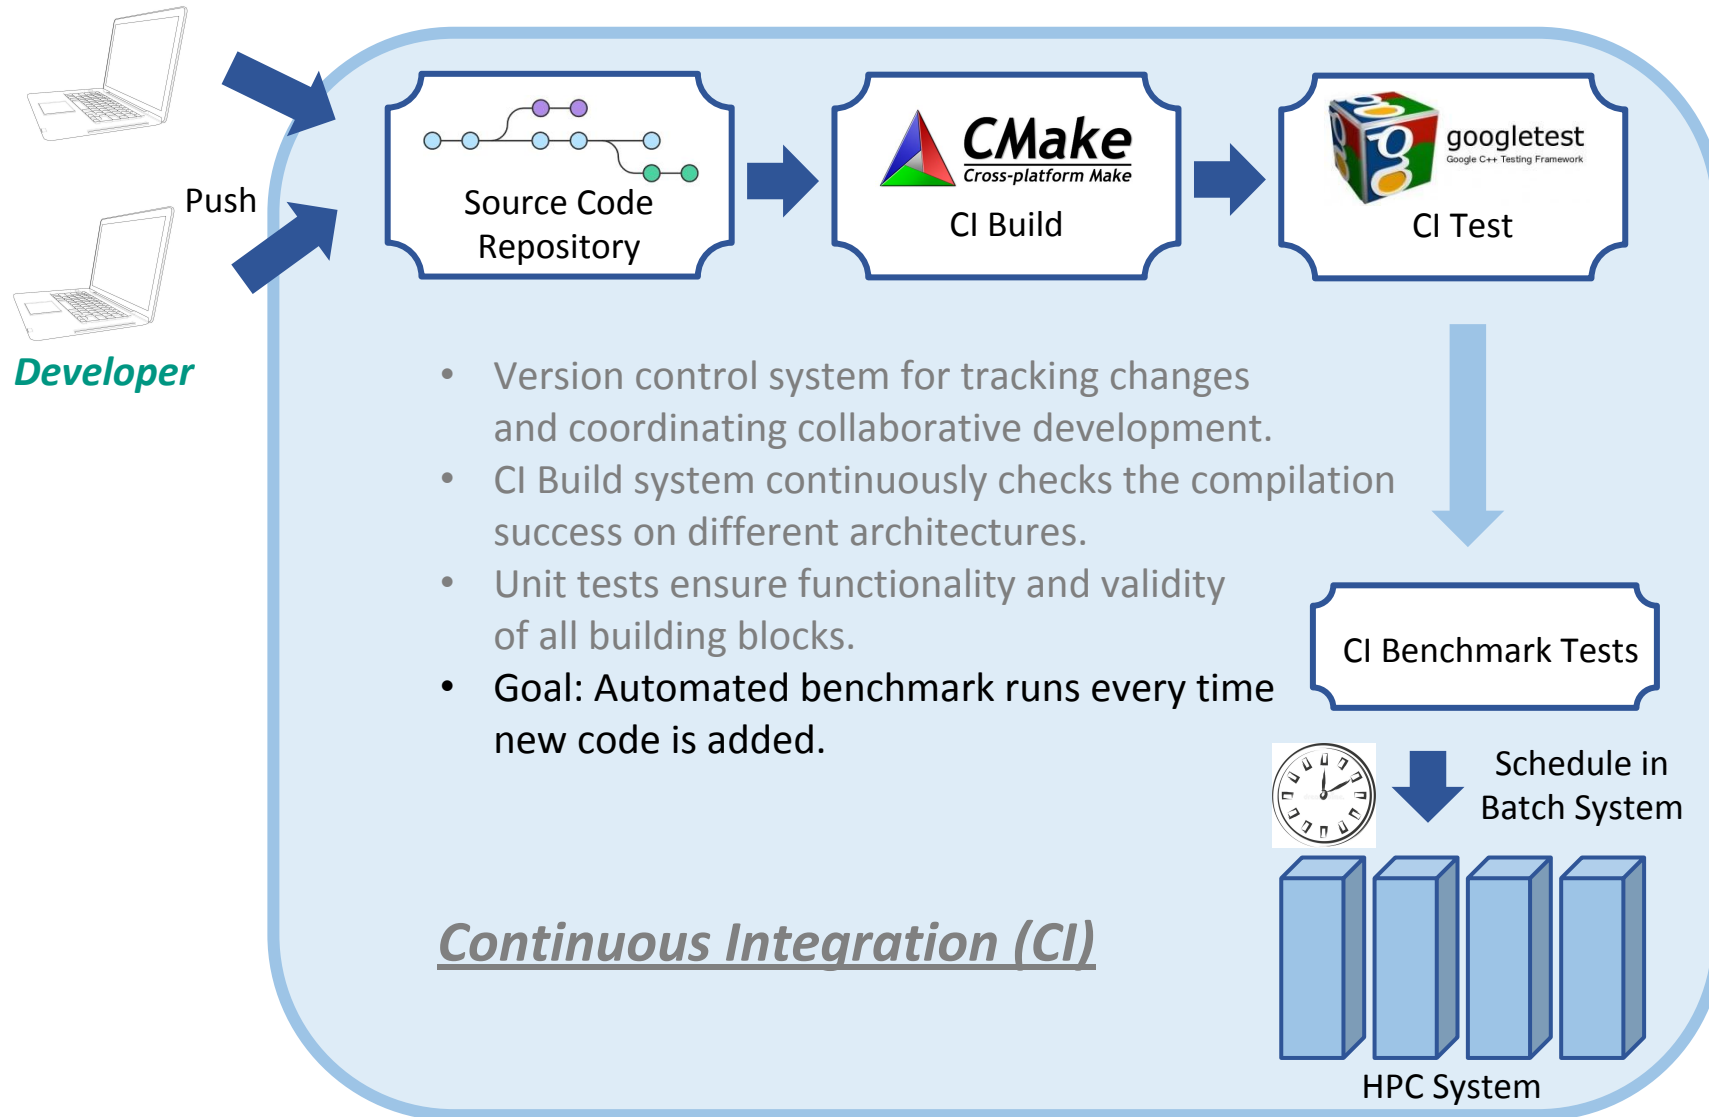 Push
Developer
Source Code
Repository
CMake
Cross-platform Make
CI Build
googletest
Google C++ Testing Framework
CI Test
• Version control system for tracking changes
and coordinating collaborative development.
• CI Build system continuously checks the compilation
success on different architectures.
• Unit tests ensure functionality and validity
of all building blocks.
• Goal: Automated benchmark runs every time
new code is added.
CI Benchmark Tests
Schedule in
Batch System
Continuous Integration (CI)
HPC System